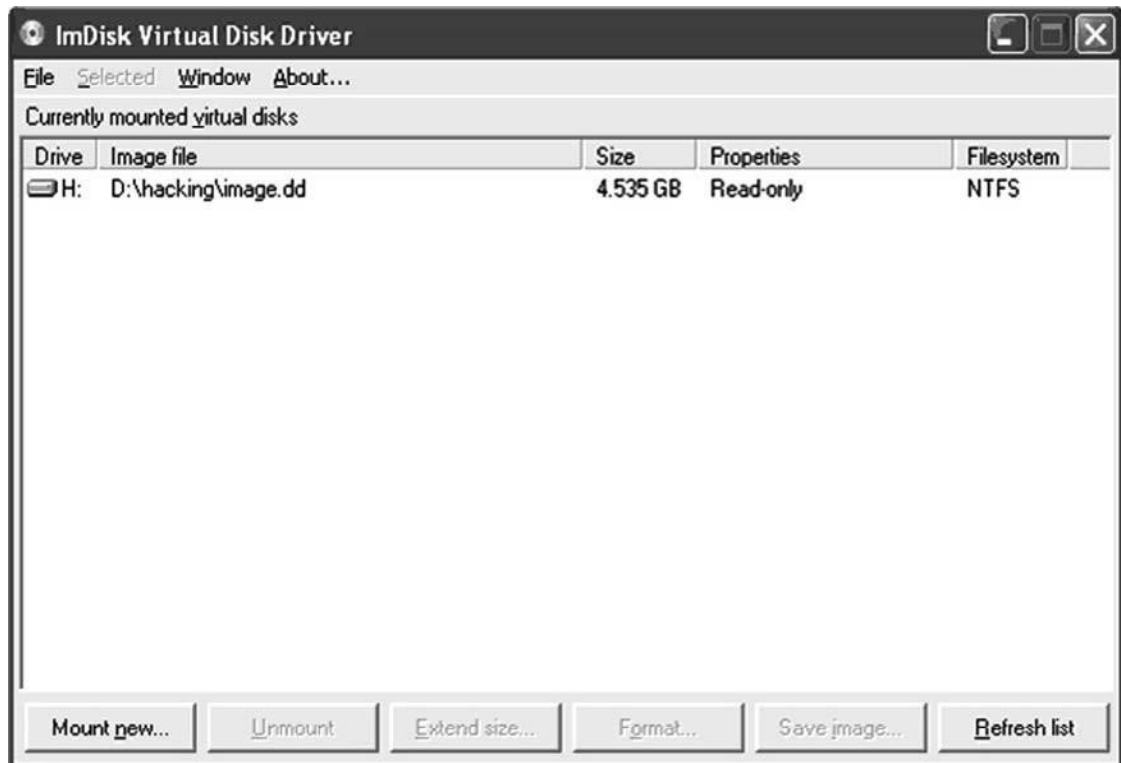 ImDisk Virtual Disk Driver
File Selected Window About...
Currently mounted virtual disks
Drive Image file Size Properties Filesystem
H: D:\hacking\image.dd 4.535 GB Read-only NTFS
Mount new... Unmount Extend size... Format... Save image... Refresh list